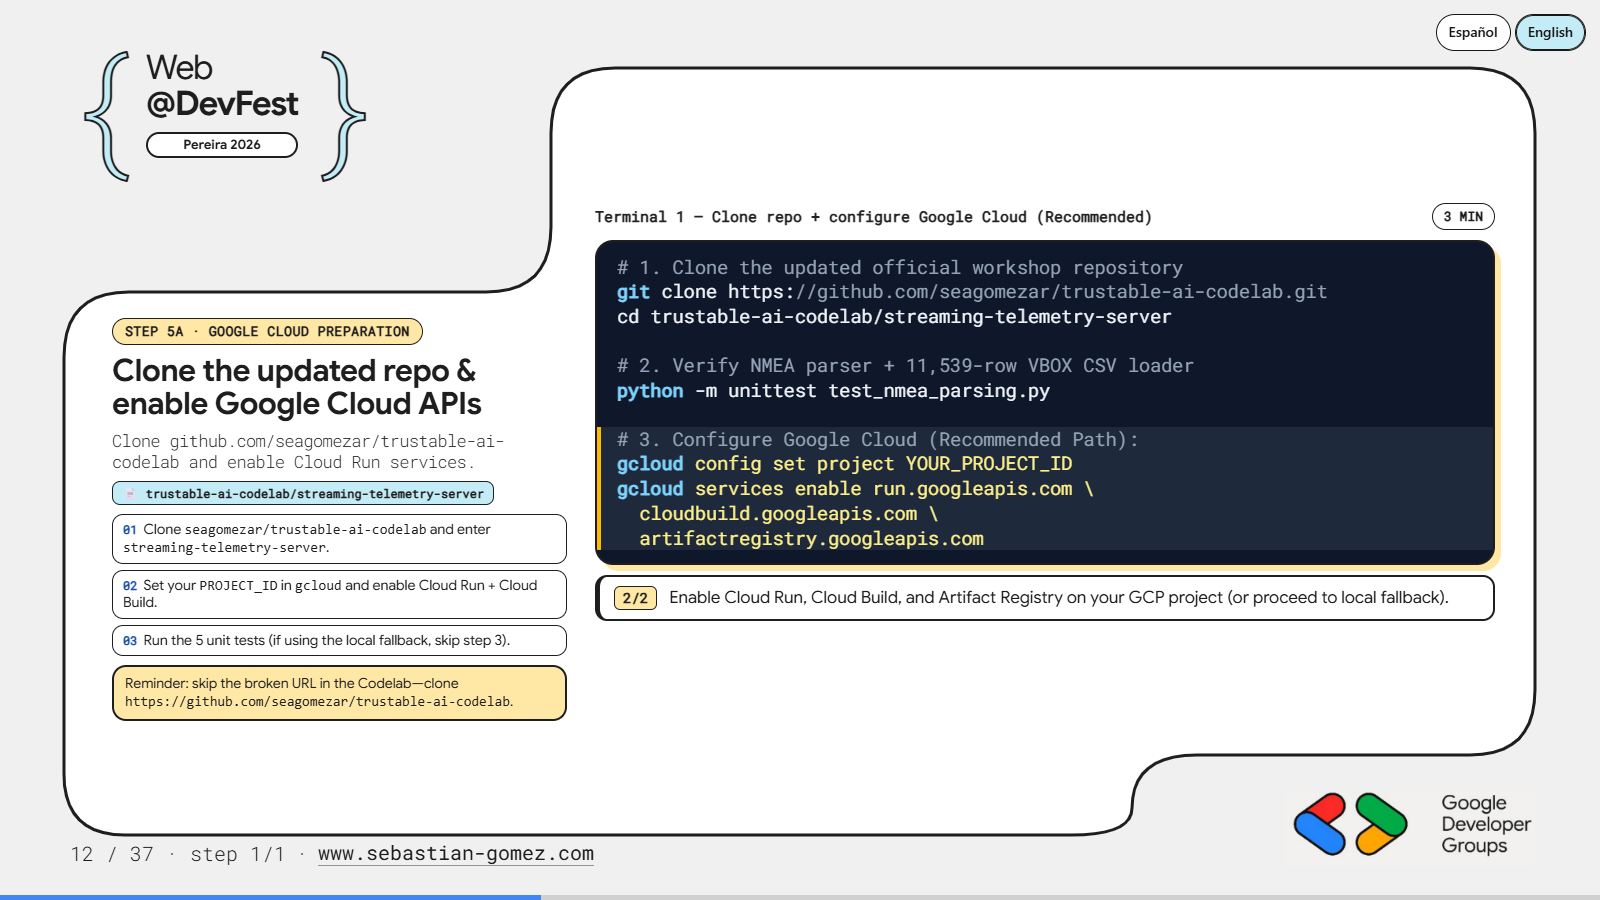 Español
English
Web
@DevFest
Pereira 2026
STEP 5A · GOOGLE CLOUD PREPARATION
Clone the updated repo &
enable Google Cloud APIs
Clone github.com/seagomezar/trustable-ai-
codelab and enable Cloud Run services.
trustable-ai-codelab/streaming-telemetry-server
01 Clone seagomezar/trustable-ai-codelab and enter
streaming-telemetry-server.
02 Set your PROJECT_ID in gcloud and enable Cloud Run + Cloud
Build.
03 Run the 5 unit tests (if using the local fallback, skip step 3).
Reminder: skip the broken URL in the Codelab—clone
https://github.com/seagomezar/trustable-ai-codelab.
Terminal 1 — Clone repo + configure Google Cloud (Recommended)
3 MIN
# 1. Clone the updated official workshop repository
git clone https://github.com/seagomezar/trustable-ai-codelab.git
cd trustable-ai-codelab/streaming-telemetry-server
# 2. Verify NMEA parser + 11,539-row VBOX CSV loader
python -m unittest test_nmea_parsing.py
# 3. Configure Google Cloud (Recommended Path):
gcloud config set project YOUR_PROJECT_ID
gcloud services enable run.googleapis.com \
cloudbuild.googleapis.com \
artifactregistry.googleapis.com
2/2 Enable Cloud Run, Cloud Build, and Artifact Registry on your GCP project (or proceed to local fallback).
12 / 37 · step 1/1 · www.sebastian-gomez.com
Google
Developer
Groups